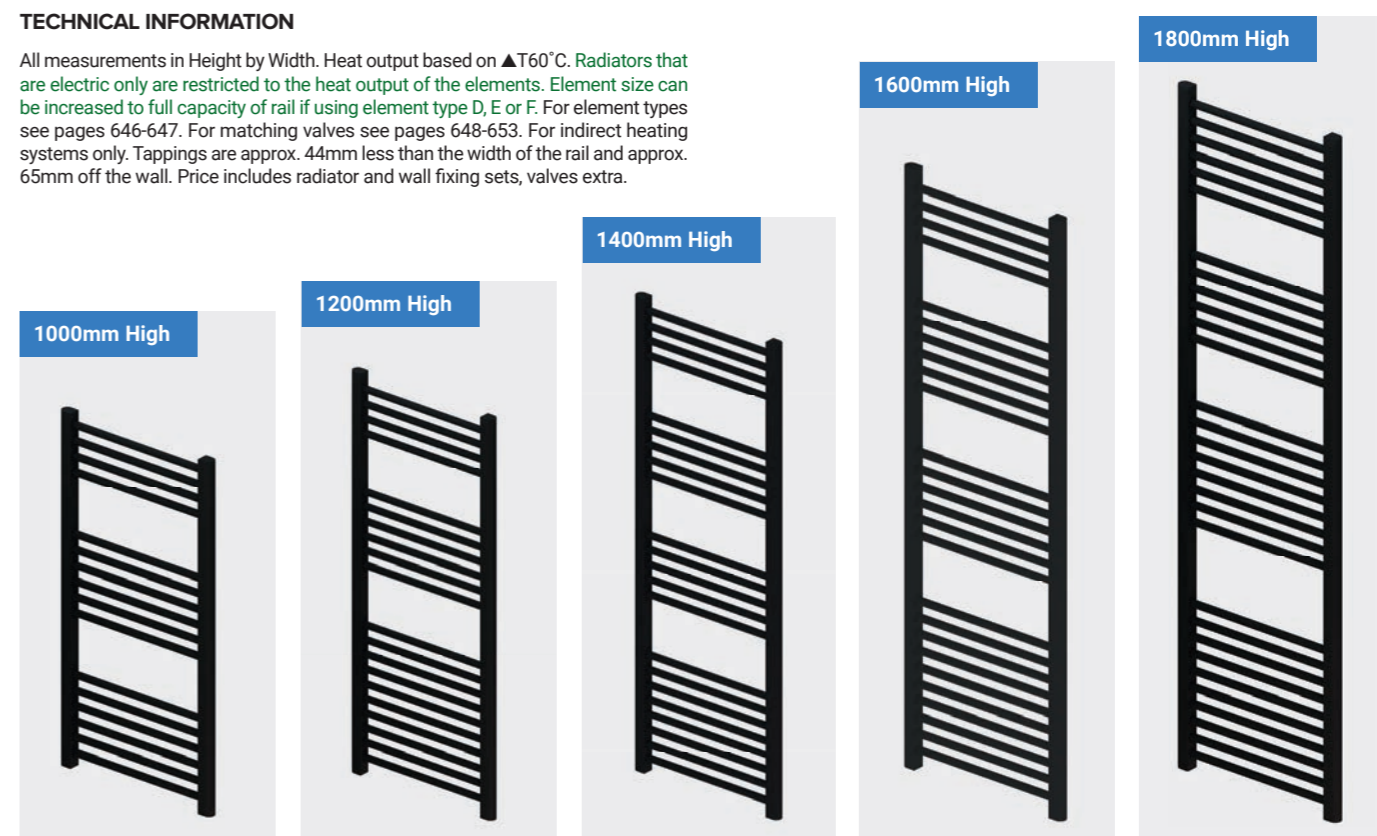 TECHNICAL INFORMATION
All measurements in Height by Width. Heat output based on ▲T60˚C. Radiators that
are electric only are restricted to the heat output of the elements. Element size can
be increased to full capacity of rail if using element type D, E or F. For element types
see pages 646-647. For matching valves see pages 648-653. For indirect heating
systems only. Tappings are approx. 44mm less than the width of the rail and approx.
65mm off the wall. Price includes radiator and wall fixing sets, valves extra.
1000mm High
1200mm High
1400mm High
1600mm High
1800mm High